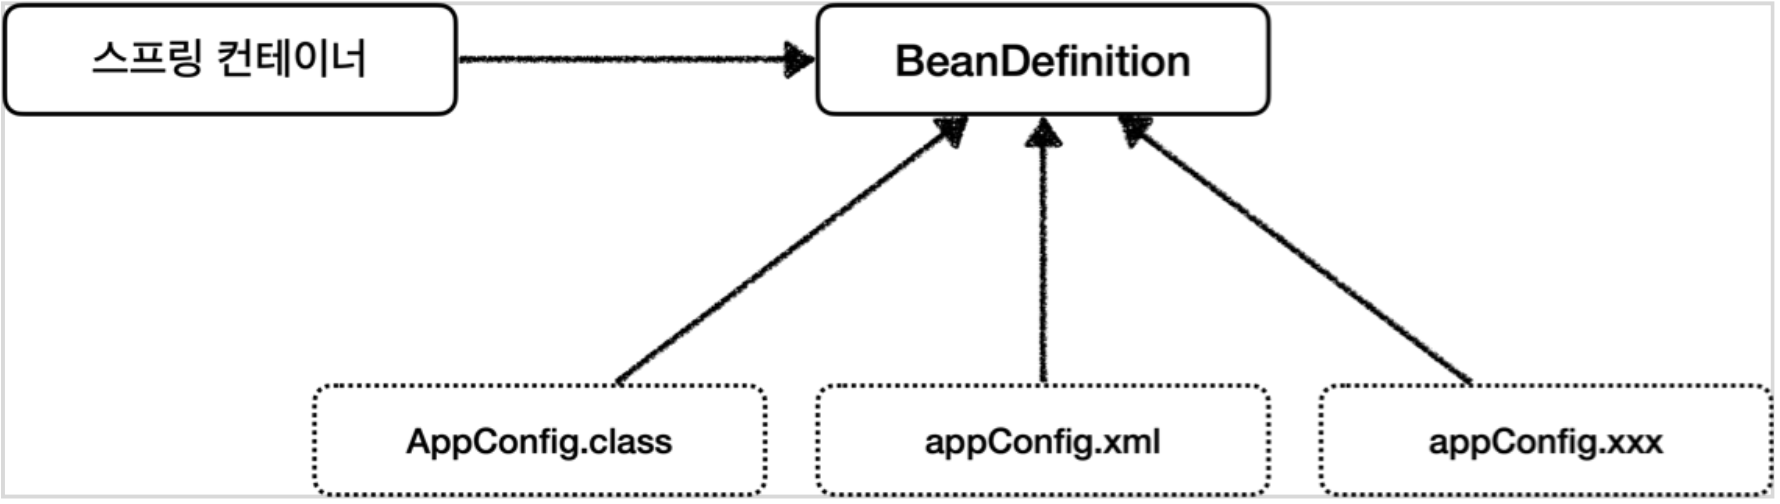 스프링 컨테이너
BeanDefinition
AppConfig.class
appConfig.xml
appConfig.xxx